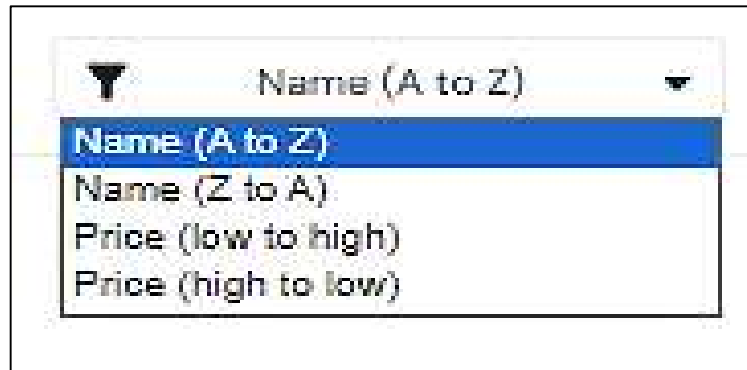 Name (A to Z)
Name (A to Z)
Name (Z to A)
Price (low to high)
Price (high to low)